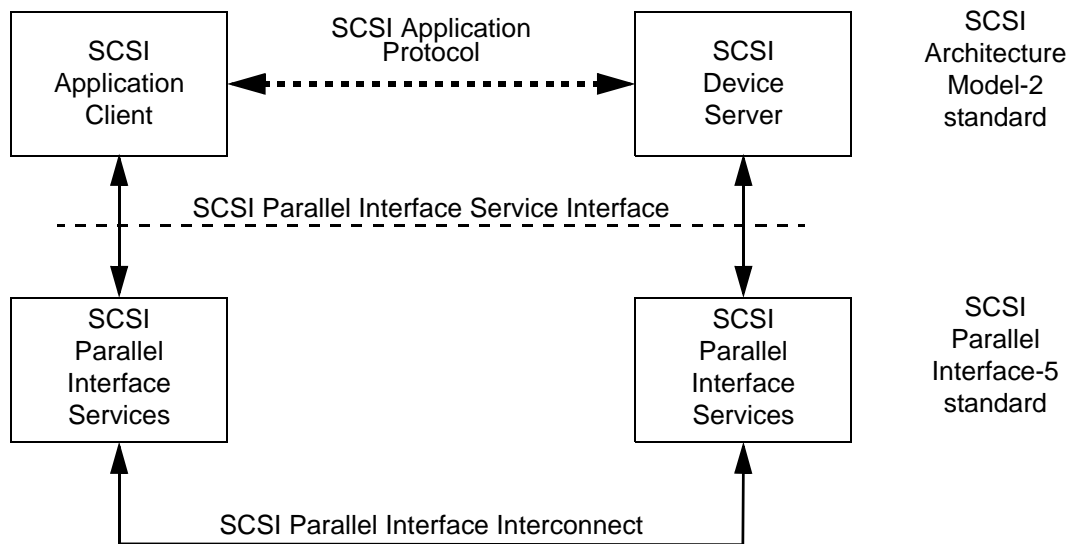 SCSI
Application
Client
SCSI Application
Protocol
SCSI
Device
Server
SCSI
Architecture
Model-2
standard
SCSI Parallel Interface Service Interface
SCSI
Parallel
Interface
Services
SCSI
Parallel
Interface
Services
SCSI
Parallel
Interface-5
standard
SCSI Parallel Interface Interconnect